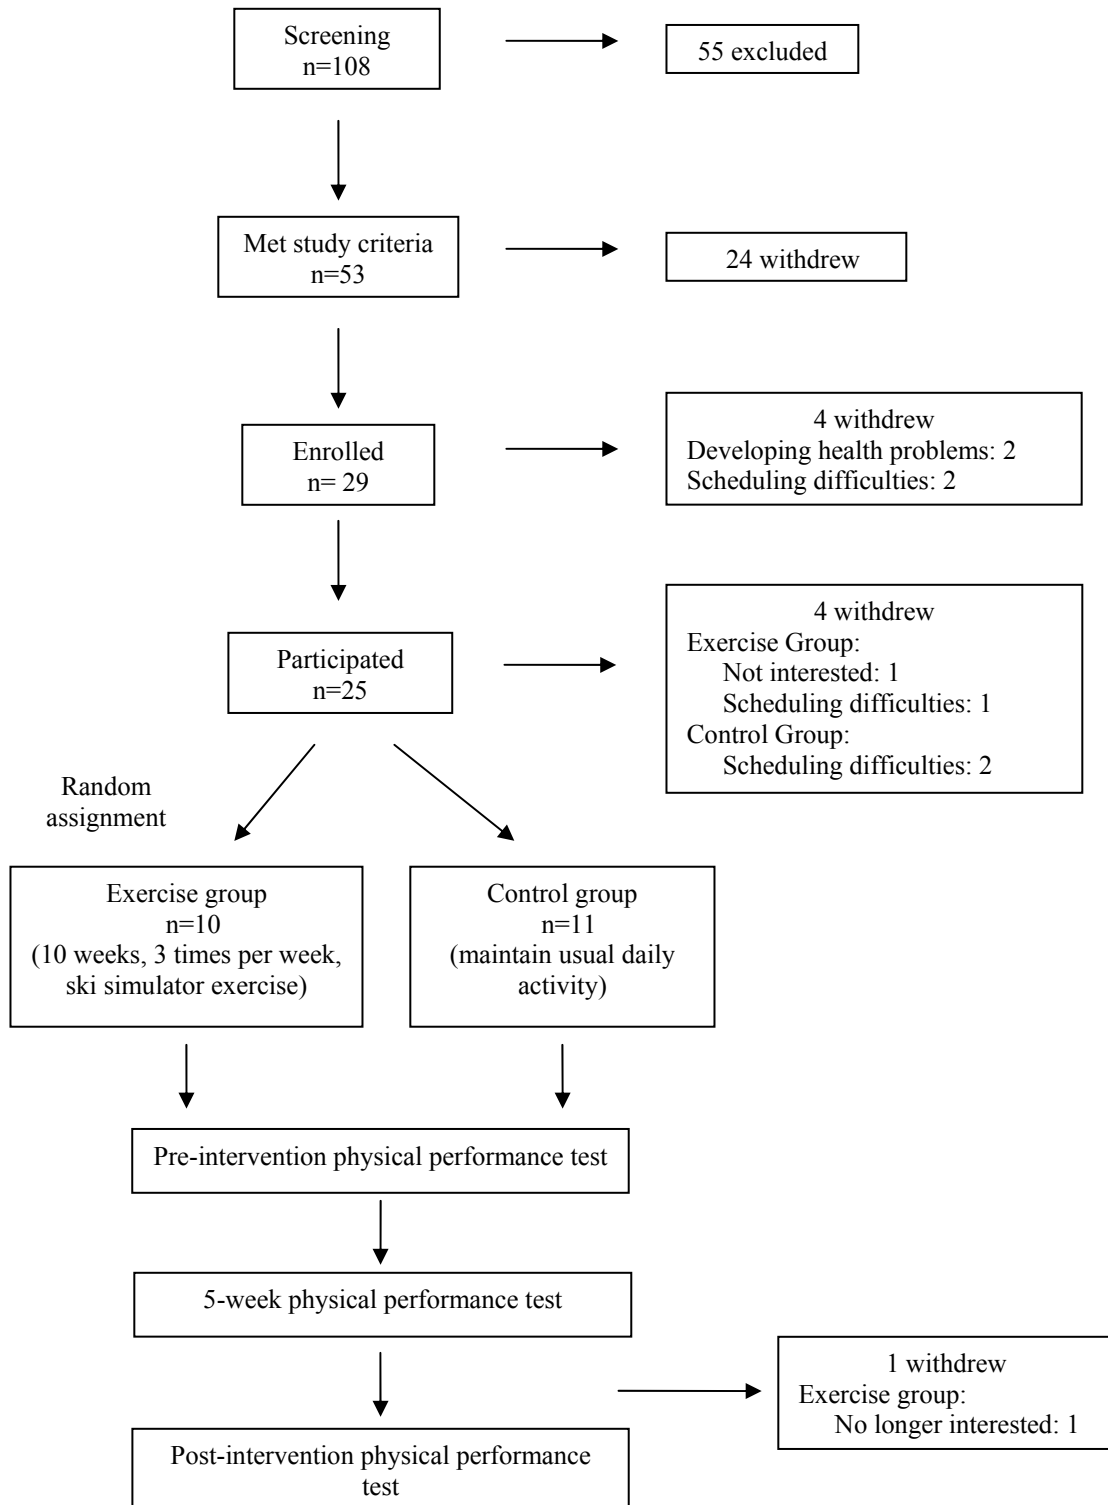 Screening
n=108
55 excluded
Met study criteria
n=53
24 withdrew
Enrolled
n= 29
4 withdrew
Developing health problems: 2
Scheduling difficulties: 2
Participated
n=25
4 withdrew
Exercise Group:
Not interested: 1
Scheduling difficulties: 1
Control Group:
Scheduling difficulties: 2
Random
assignment
Exercise group
n=10
(10 weeks, 3 times per week,
ski simulator exercise)
Control group
n=11
(maintain usual daily
activity)
Pre-intervention physical performance test
5-week physical performance test
1 withdrew
Exercise group:
No longer interested: 1
Post-intervention physical performance
test